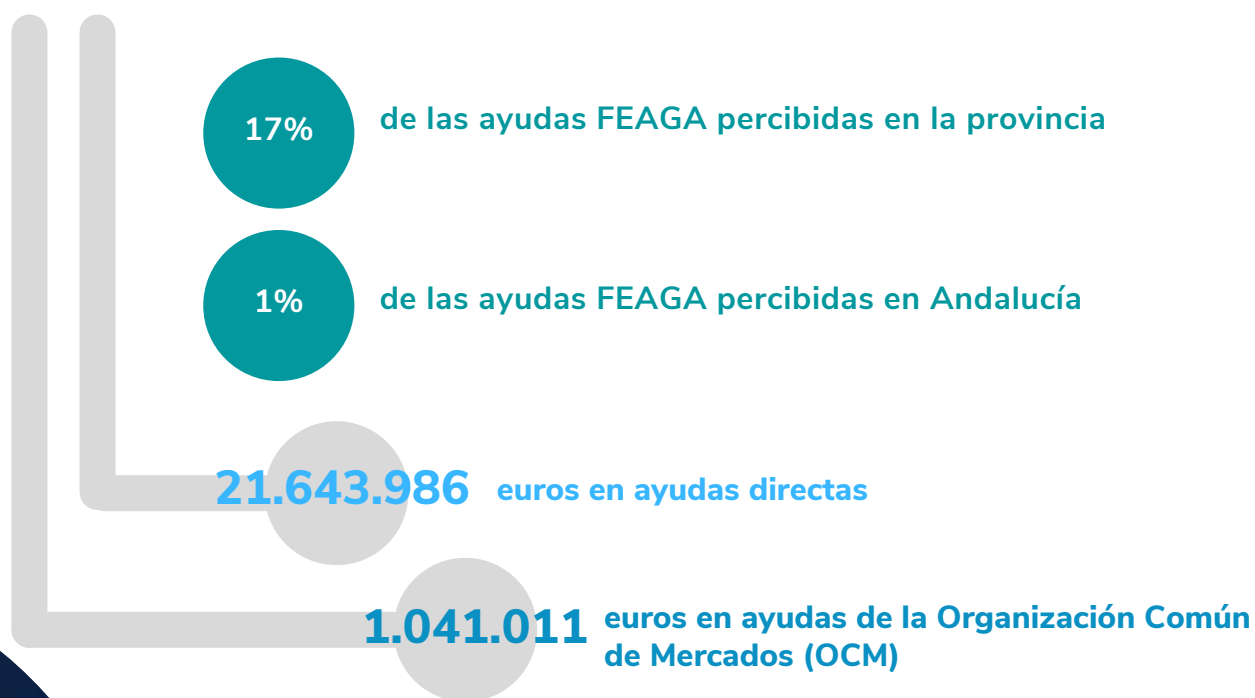 17%
de las ayudas FEAGA percibidas en la provincia
1%
de las ayudas FEAGA percibidas en Andalucía
21.643.986 euros en ayudas directas
1.041.011 euros en ayudas de la Organización Común
de Mercados (OCM)